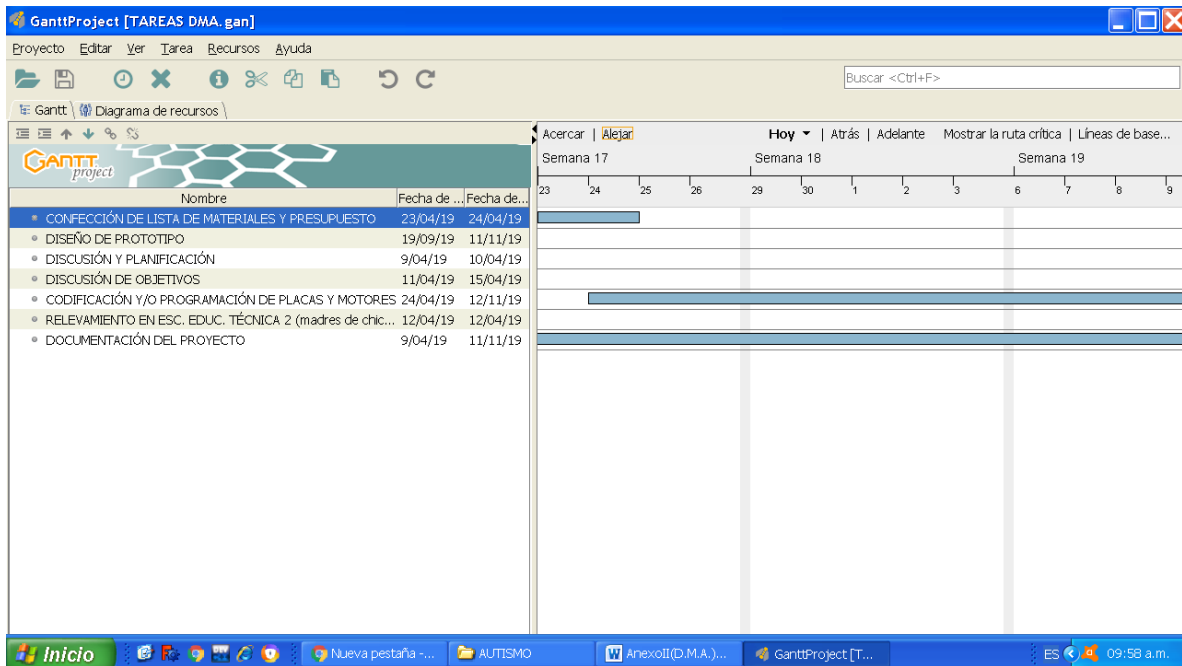 GanttProject [TAREAS DMA.gan]
Proyecto Editar Ver Tarea Recursos Ayuda
Buscar <Ctrl+F>
Gantt Diagrama de recursos
Acercar | Alejar Hoy | Atrás | Adelante Mostrar la ruta crítica | Líneas de base...
GANTT project
Semana 17 Semana 18 Semana 19
23 24 25 26 29 30 1 2 3 6 7 8 9
Nombre Fecha de ... Fecha de...
CONFECCIÓN DE LISTA DE MATERIALES Y PRESUPUESTO 23/04/19 24/04/19
DISEÑO DE PROTOTIPO 19/09/19 11/11/19
DISCUSIÓN Y PLANIFICACIÓN 9/04/19 10/04/19
DISCUSIÓN DE OBJETIVOS 11/04/19 15/04/19
CODIFICACIÓN Y/O PROGRAMACIÓN DE PLACAS Y MOTORES 24/04/19 12/11/19
RELEVAMIENTO EN ESC. EDUC. TÉCNICA 2 (madres de chic... 12/04/19 12/04/19
DOCUMENTACIÓN DEL PROYECTO 9/04/19 11/11/19
Inicio Nueva pestaña -... AUTISMO AnexoII(D.M.A.)... GanttProject [T... ES 09:58 a.m.